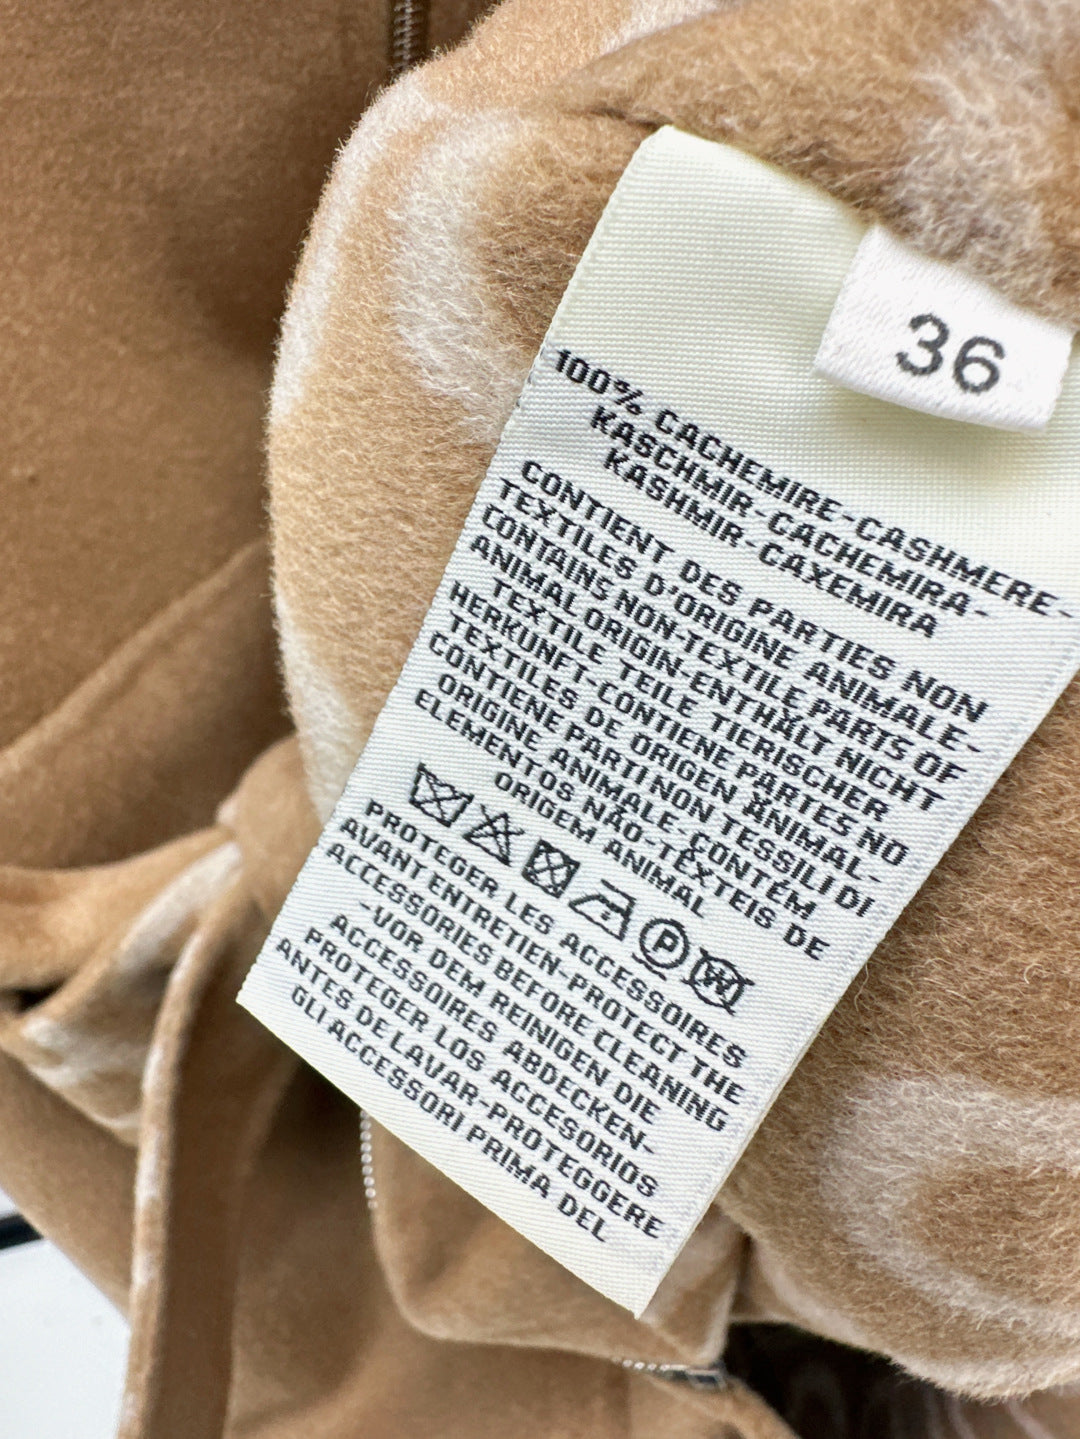 36
100% CACHEMIRE-CASHMERE-
KASCHMIR-CACHEMIRA-
KASHMIR-CAXEMIRA
CONTIENT DES PARTIES NON
TEXTILES D'ORIGINE ANIMALE-
CONTAINS NON-TEXTILE PARTS OF
ANIMAL ORIGIN-ENTHÄLT NICHT
TEXTILE TEILE TIERISCHER
HERKUNFT-CONTIENE PARTES NO
TEXTILES DE ORIGEN ANIMAL-
CONTIENE PARTI NON TESSILI DI
ORIGINE ANIMALE-CONTÉM
ELEMENTOS NÃO-TÊXTEIS DE
ORIGEM ANIMAL
P W
PROTEGER LES ACCESSOIRES
AVANT ENTRETIEN-PROTECT THE
ACCESSORIES BEFORE CLEANING
-VOR DEM REINIGEN DIE
ACCESSOIRES ABDECKEN-
PROTEGER LOS ACCESORIOS
ANTES DE LAVAR-PROTEGGERE
GLI ACCESSORI PRIMA DEL